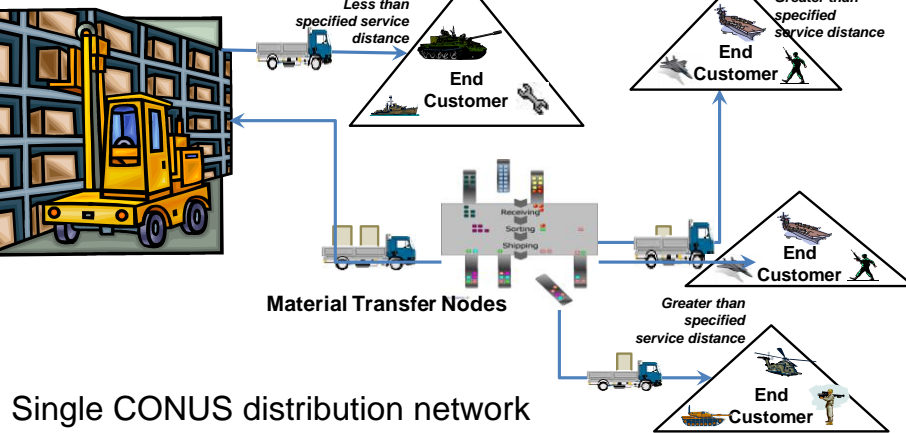 Less than
specified service
distance
End
Customer
Greater than
specified
service distance
End
Customer
Receiving
Sorting
Shipping
End
Customer
Material Transfer Nodes
Greater than
specified
service distance
End
Customer
Single CONUS distribution network